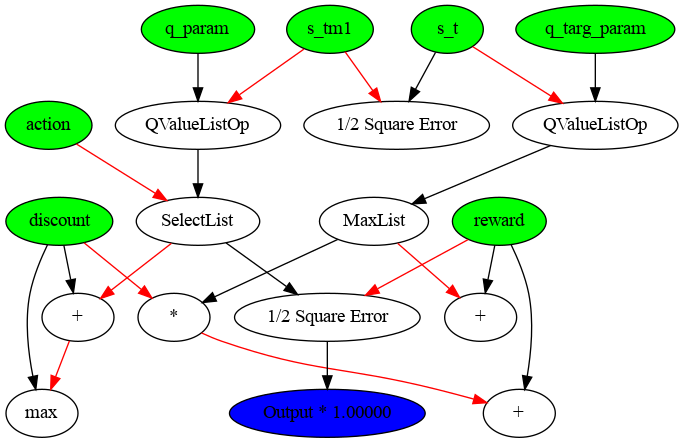 q_param
s_tm1
s_t
q_targ_param
action
QValueListOp
1/2 Square Error
QValueListOp
discount
SelectList
MaxList
reward
+
*
1/2 Square Error
+
max
Output * 1.00000
+